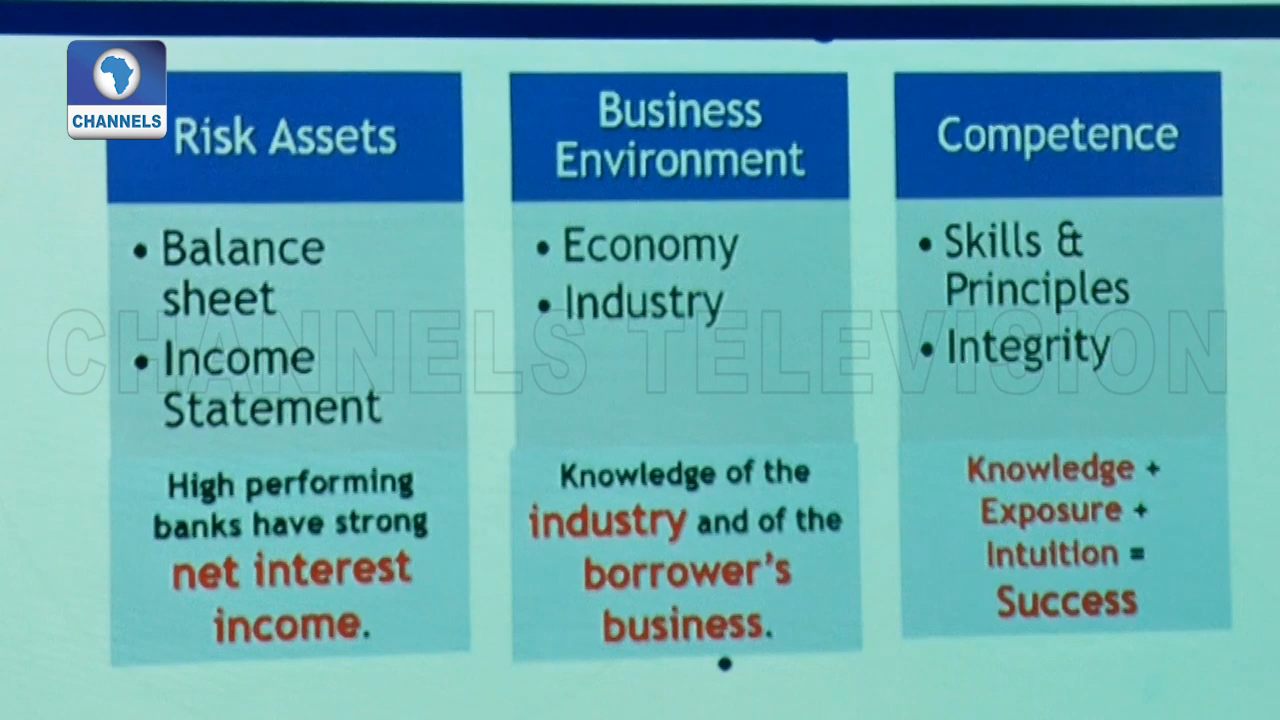 CHANNELS
Risk Assets
• Balance
sheet
• Income
Statement
High performing
banks have strong
net interest
income.
Business
Environment
• Economy
• Industry
Knowledge of the
industry and of the
borrower's
business.
Competence
• Skills &
Principles
• Integrity
Knowledge +
Exposure +
Intuition =
Success
CHANNELS TELEVISION